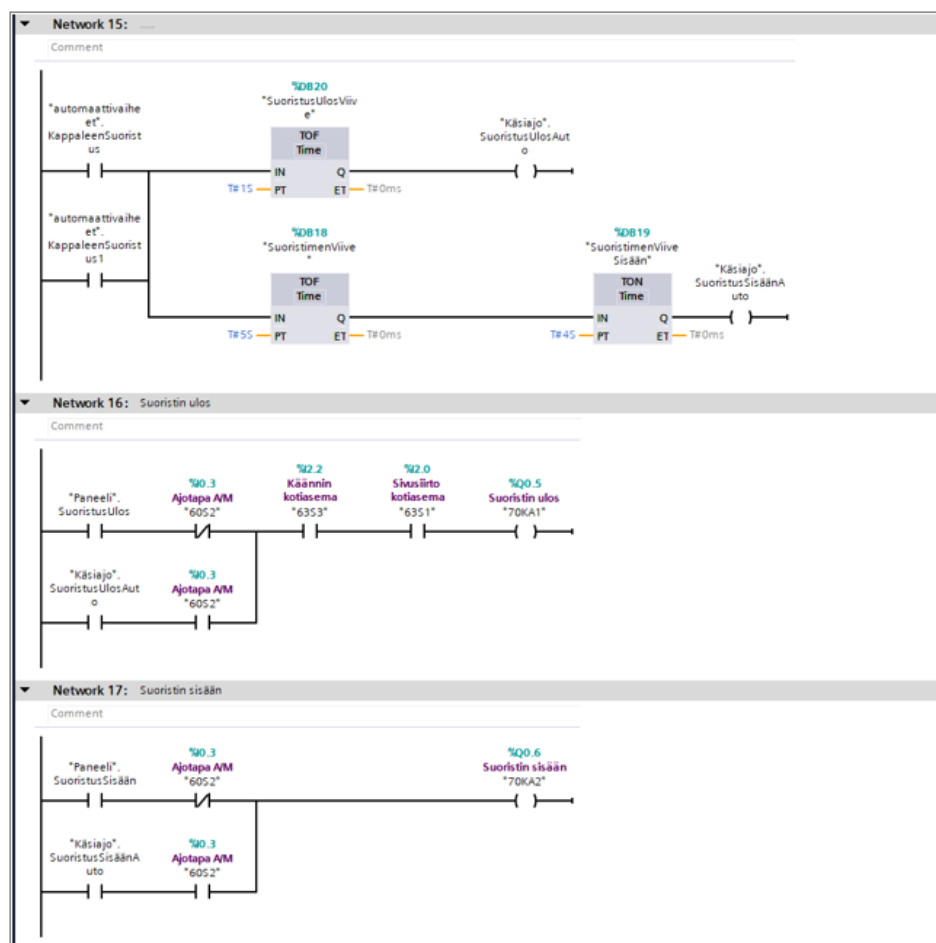 Network 15: ....
Comment
%DB20
"SuoristusUlosViiv
e"
"automaattivaihe
et".
KappaleenSuorist
us
TOF
Time
IN Q
T#1S PT ET T#0ms
"Käsiajo".
SuoristusUlosAut
o
"automaattivaihe
et".
KappaleenSuorist
us1
%DB18
"SuoristimenViive
"
TOF
Time
IN Q
T#5S PT ET T#0ms
%DB19
"SuoristimenViive
Sisään"
TON
Time
IN Q
T#4S PT ET T#0ms
"Käsiajo".
SuoristusSisäänA
uto
Network 16: Suoristin ulos
Comment
"Paneeli".
SuoristusUlos
%I0.3
Ajotapa A/M
"60S2"
%I2.2
Käännin
kotiasema
"63S3"
%I2.0
Sivusiirto
kotiasema
"63S1"
%Q0.5
Suoristin ulos
"70KA1"
"Käsiajo".
SuoristusUlosAut
o
%I0.3
Ajotapa A/M
"60S2"
Network 17: Suoristin sisään
Comment
"Paneeli".
SuoristusSisään
%I0.3
Ajotapa A/M
"60S2"
%Q0.6
Suoristin sisään
"70KA2"
"Käsiajo".
SuoristusSisäänA
uto
%I0.3
Ajotapa A/M
"60S2"